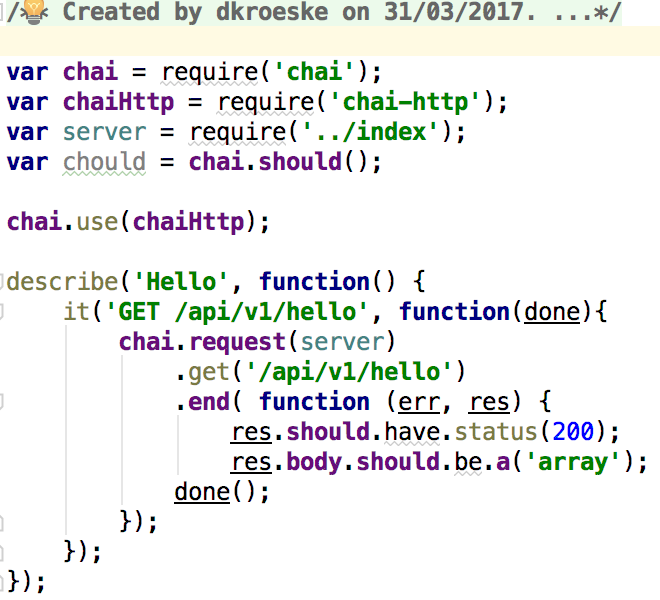 /* Created by dkroeske on 31/03/2017. ...*/
var chai = require('chai');
var chaiHttp = require('chai-http');
var server = require('../index');
var chould = chai.should();
chai.use(chaiHttp);
describe('Hello', function() {
it('GET /api/v1/hello', function(done){
chai.request(server)
.get('/api/v1/hello')
.end( function (err, res) {
res.should.have.status(200);
res.body.should.be.a('array');
done();
});
});
});